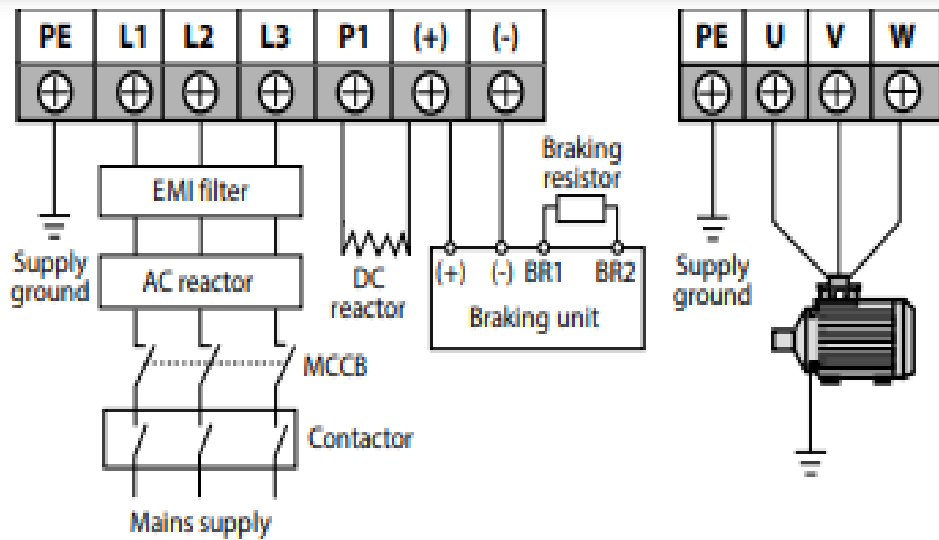 PE L1 L2 L3 P1 (+) (-)
PE U V W
Braking
resistor
EMI filter
Supply
ground
AC reactor
DC
reactor
(+) (-) BR1 BR2
Braking unit
Supply
ground
MCCB
Contactor
Mains supply